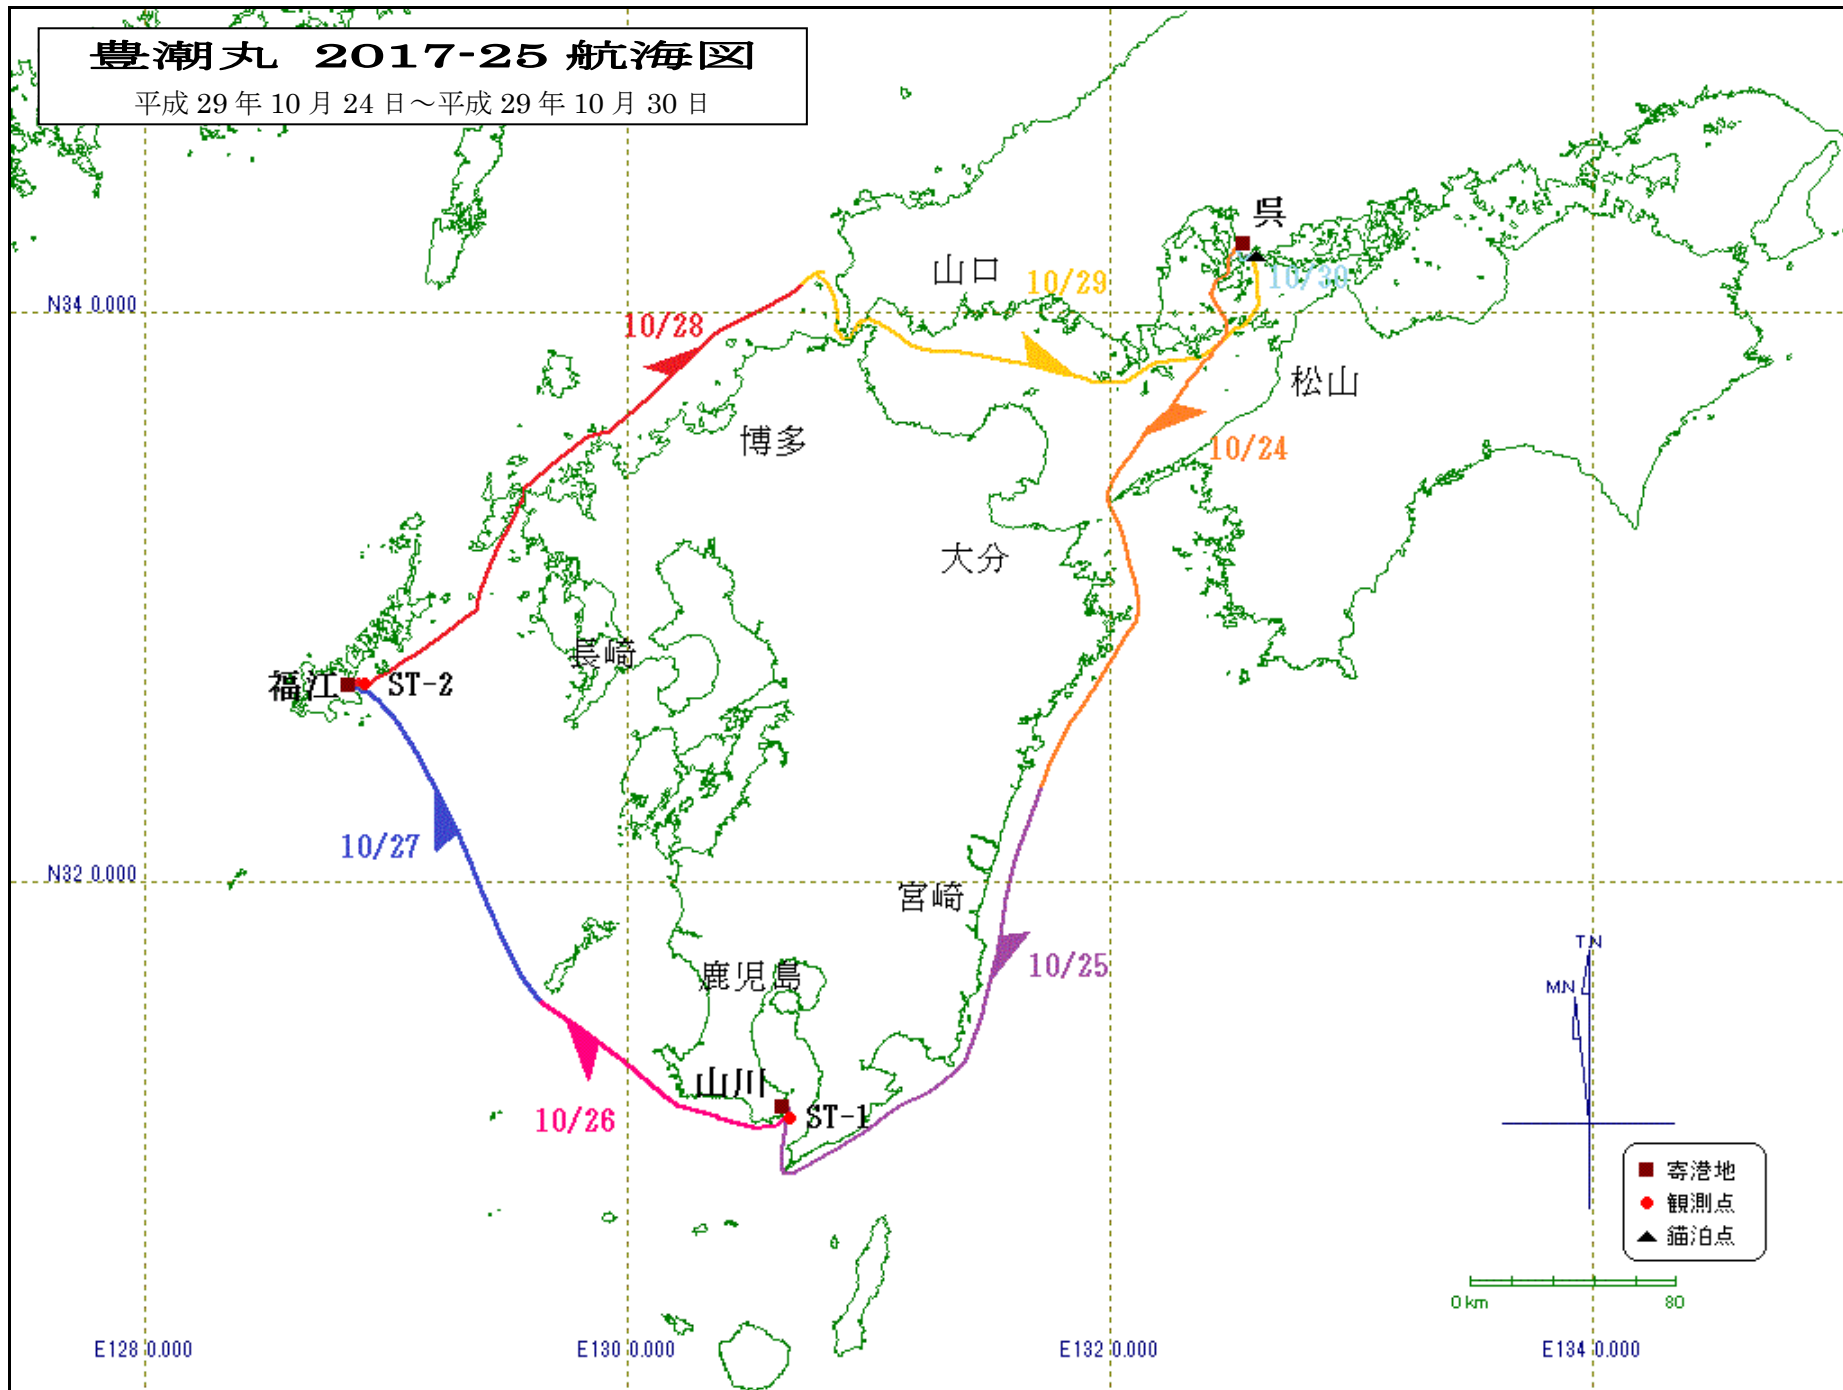 豊潮丸 2017-25 航海図
平成 29 年 10 月 24 日～平成 29 年 10 月 30 日
呉
山口
10/29
10/30
N34 0.000
10/28
松山
博多
10/24
大分
長崎
福江
ST-2
10/27
N32 0.000
宮崎
10/25
鹿児島
T.N
M.N
山川
10/26
ST-1
寄港地
観測点
錨泊点
0 km
80
E128 0.000
E130 0.000
E132 0.000
E134 0.000